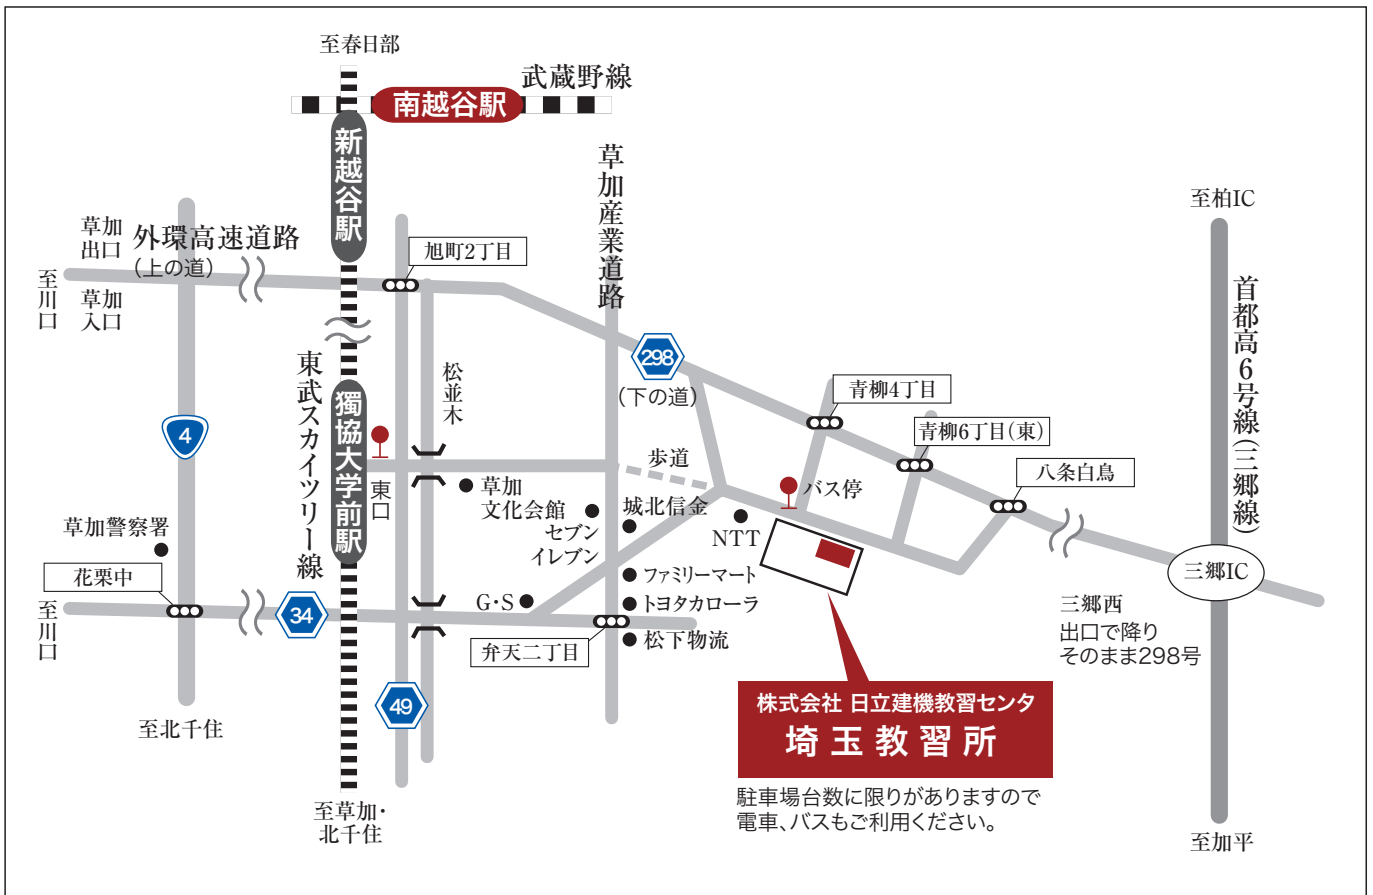 至春日部
武蔵野線
南越谷駅
新越谷駅
草加産業道路
至柏IC
草加
出口
外環高速道路
(上の道)
旭町2丁目
至川口
草加
入口
首都高6号線(三郷線)
298
(下の道)
東武スカイツリー線
松並木
青柳4丁目
獨協大学前駅
4
青柳6丁目(東)
歩道
八条白鳥
東口
草加
文化会館
バス停
城北信金
セブン
イレブン
NTT
草加警察署
花栗中
ファミリーマート
三郷IC
G・S
トヨタカローラ
至川口
34
三郷西
出口で降り
そのまま298号
弁天二丁目
松下物流
49
株式会社 日立建機教習センタ
埼玉教習所
至北千住
駐車場台数に限りがありますので
電車、バスもご利用ください。
至草加・
北千住
至加平